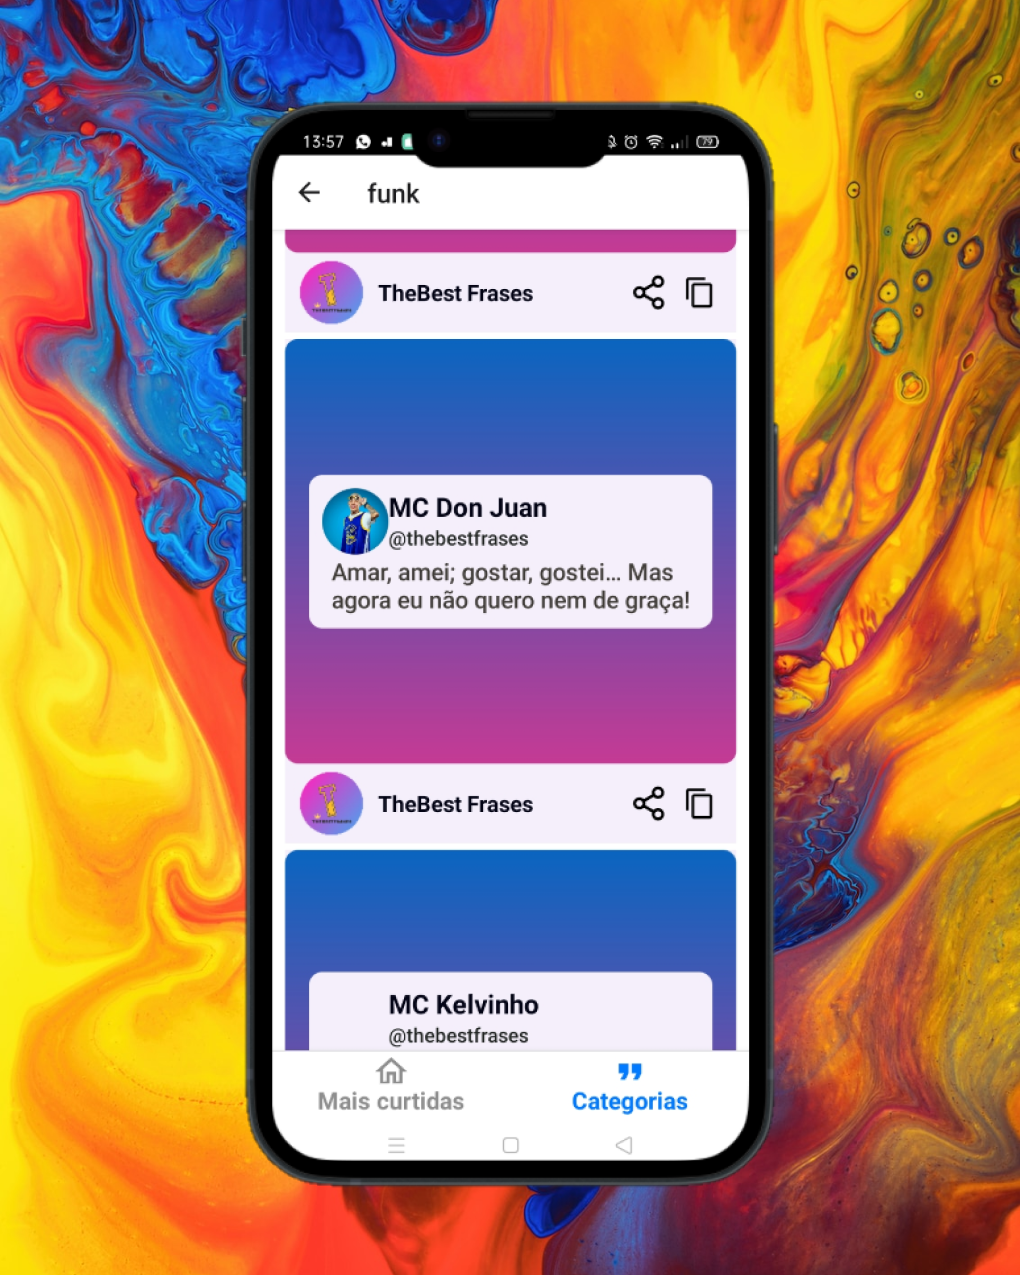 13:57
79
funk
TheBest Frases
MC Don Juan
@thebestfrases
Amar, amei; gostar, gostei... Mas
agora eu não quero nem de graça!
TheBest Frases
MC Kelvinho
@thebestfrases
Mais curtidas
Categorias